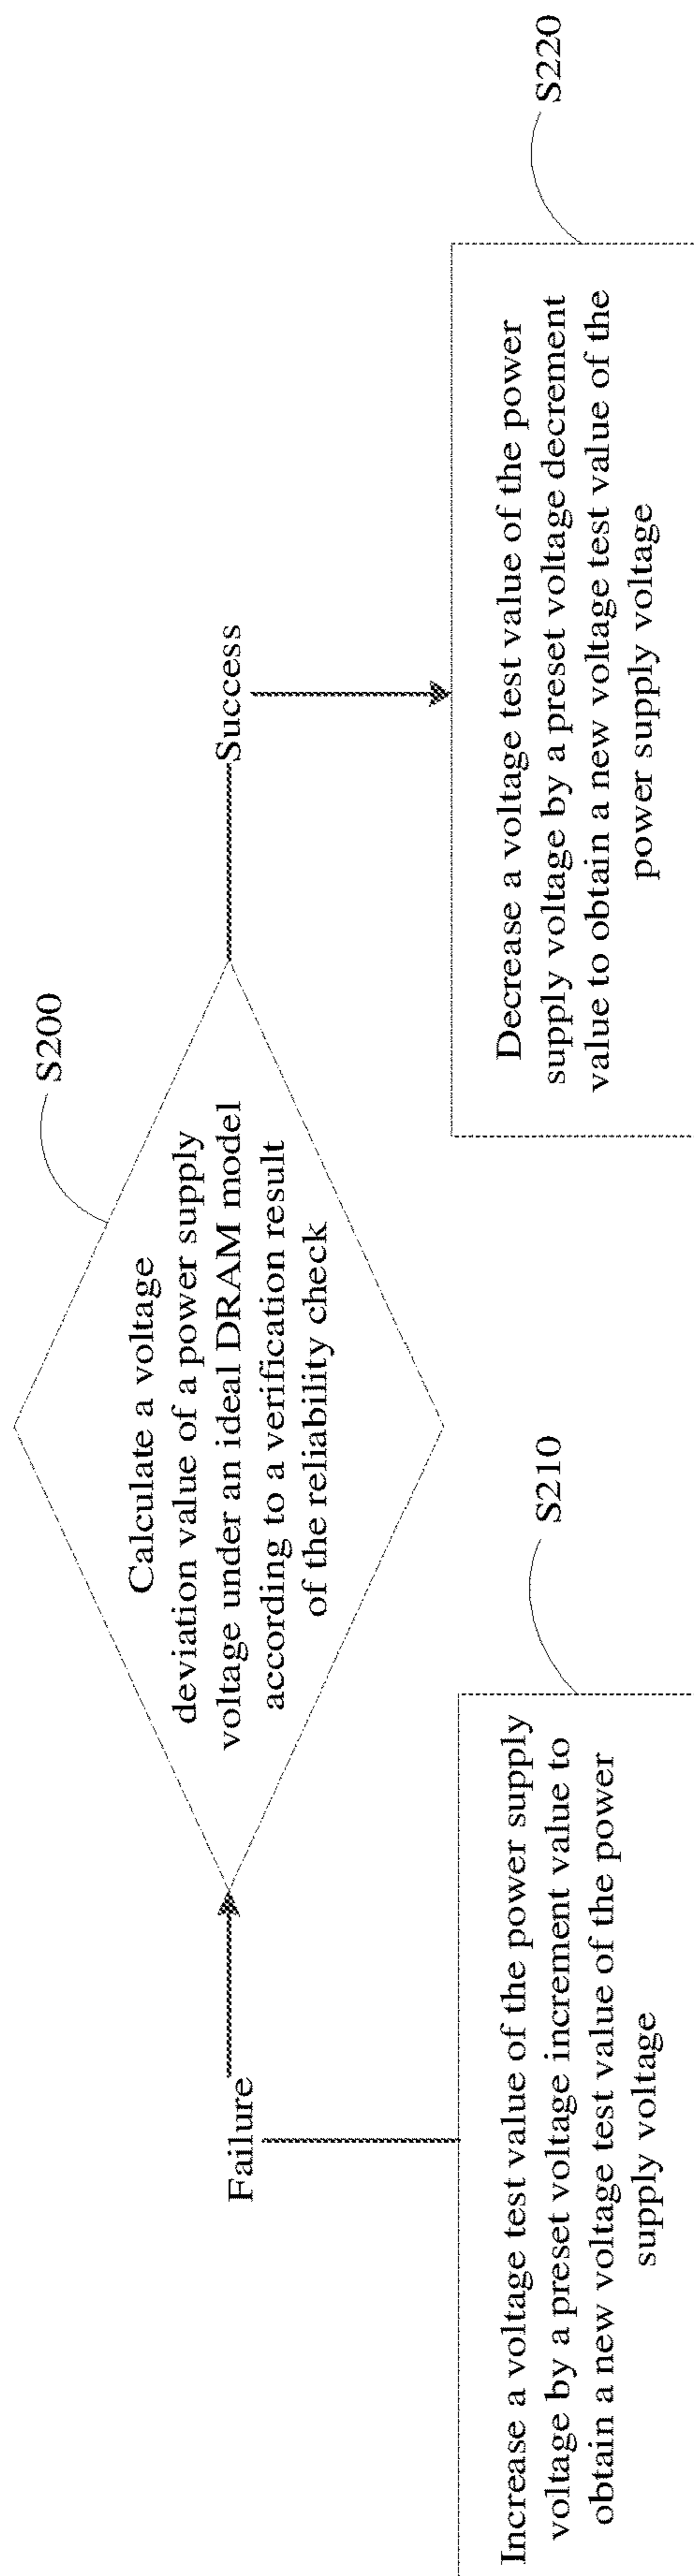 S200
Calculate a voltage
deviation value of a power supply
voltage under an ideal DRAM model
according to a verification result
of the reliability check
Failure
Success
S210
Increase a voltage test value of the power supply
voltage by a preset voltage increment value to
obtain a new voltage test value of the power
supply voltage
S220
Decrease a voltage test value of the power
supply voltage by a preset voltage decrement
value to obtain a new voltage test value of the
power supply voltage